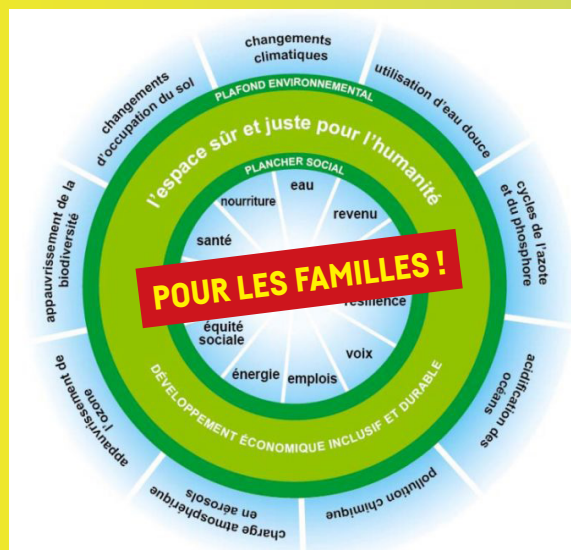 changements
climatiques
utilisation d'eau douce
cycles de l'azote
et du phosphore
acidification des
océans
pollution chimique
charge atmosphérique
en aérosols
appauvrissement de
l'ozone
appauvrissement de la
biodiversité
changements
d'occupation du sol
PLAFOND ENVIRONNEMENTAL
l'espace sûr et juste pour l'humanité
PLANCHER SOCIAL
eau
nourriture
revenu
santé
POUR LES FAMILLES !
résilience
équité
sociale
voix
énergie
emplois
DÉVELOPPEMENT ÉCONOMIQUE INCLUSIF ET DURABLE